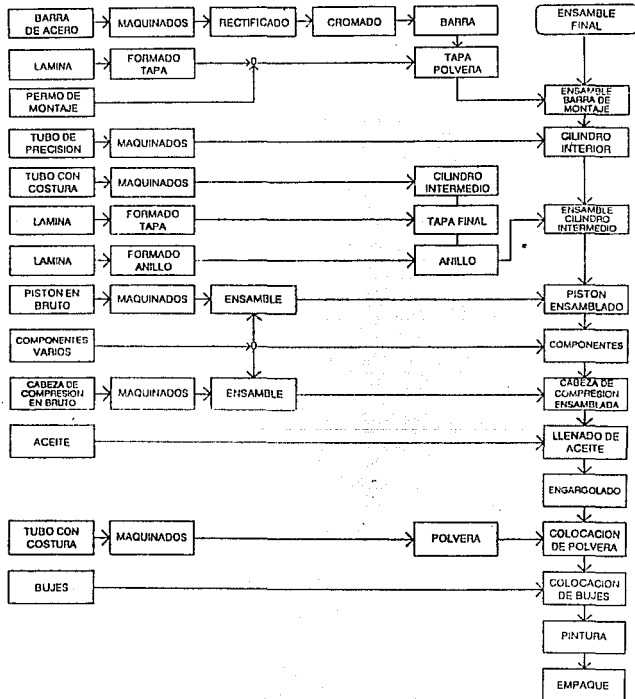 BARRA
DE ACERO
MAQUINADOS
RECTIFICADO
CROMADO
BARRA
ENSAMBLE
FINAL
LAMINA
FORMADO
TAPA
TAPA
POLVERA
PERMO DE
MONTAJE
ENSAMBLE
BARRA DE
MONTAJE
TUBO DE
PRECISION
MAQUINADOS
CILINDRO
INTERIOR
TUBO CON
COSTURA
MAQUINADOS
CILINDRO
INTERMEDIO
LAMINA
FORMADO
TAPA
TAPA FINAL
ENSAMBLE
CILINDRO
INTERMEDIO
LAMINA
FORMADO
ANILLO
ANILLO
PISTON EN
BRUTO
MAQUINADOS
ENSAMBLE
PISTON
ENSAMBLADO
COMPONENTES
VARIOS
COMPONENTES
CABEZA DE
COMPRESION
EN BRUTO
MAQUINADOS
ENSAMBLE
CABEZA DE
COMPRESION
ENSAMBLADA
ACEITE
LLENADO DE
ACEITE
ENGARGOLADO
TUBO CON
COSTURA
MAQUINADOS
POLVERA
COLOCACION
DE POLVERA
BUJES
COLOCACION
DE BUJES
PINTURA
EMPAQUE